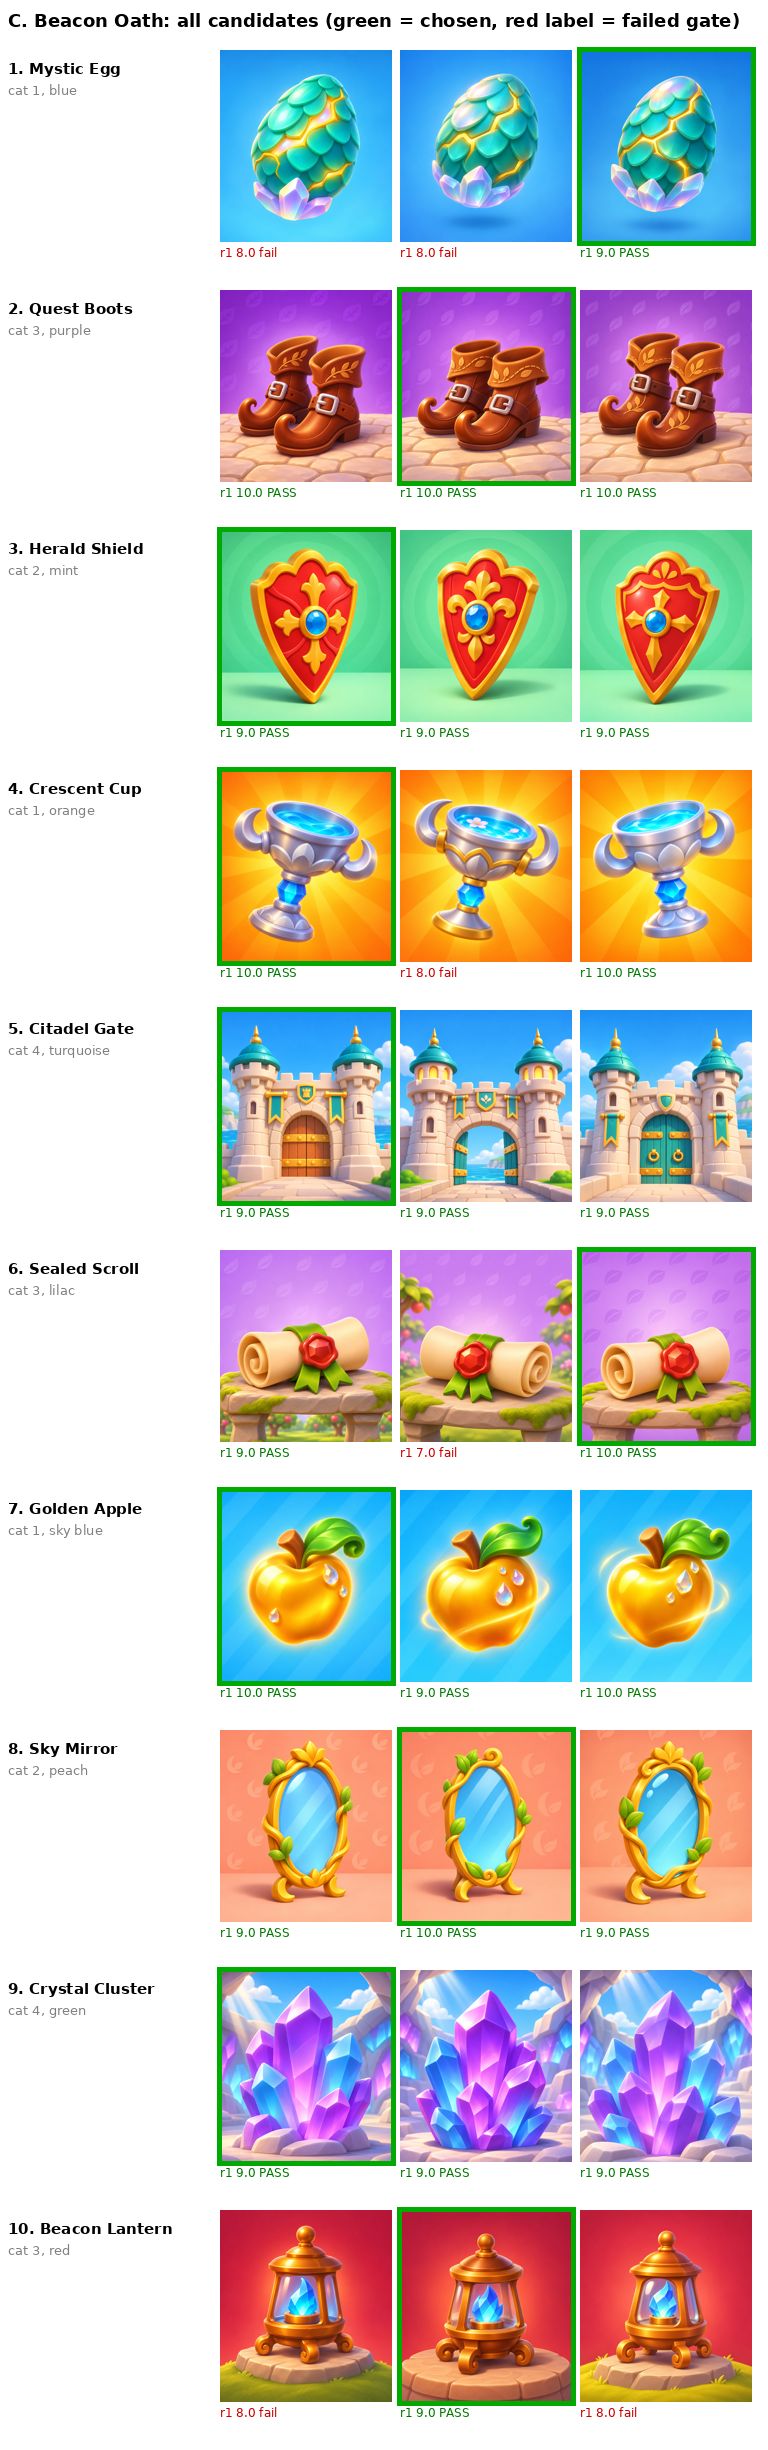 C. Beacon Oath: all candidates (green = chosen, red label = failed gate)
1. Mystic Egg
cat 1, blue
r1 8.0 fail
r1 8.0 fail
r1 9.0 PASS
2. Quest Boots
cat 3, purple
r1 10.0 PASS
r1 10.0 PASS
r1 10.0 PASS
3. Herald Shield
cat 2, mint
r1 9.0 PASS
r1 9.0 PASS
r1 9.0 PASS
4. Crescent Cup
cat 1, orange
r1 10.0 PASS
r1 8.0 fail
r1 10.0 PASS
5. Citadel Gate
cat 4, turquoise
r1 9.0 PASS
r1 9.0 PASS
r1 9.0 PASS
6. Sealed Scroll
cat 3, lilac
r1 9.0 PASS
r1 7.0 fail
r1 10.0 PASS
7. Golden Apple
cat 1, sky blue
r1 10.0 PASS
r1 9.0 PASS
r1 10.0 PASS
8. Sky Mirror
cat 2, peach
r1 9.0 PASS
r1 10.0 PASS
r1 9.0 PASS
9. Crystal Cluster
cat 4, green
r1 9.0 PASS
r1 9.0 PASS
r1 9.0 PASS
10. Beacon Lantern
cat 3, red
r1 8.0 fail
r1 9.0 PASS
r1 8.0 fail